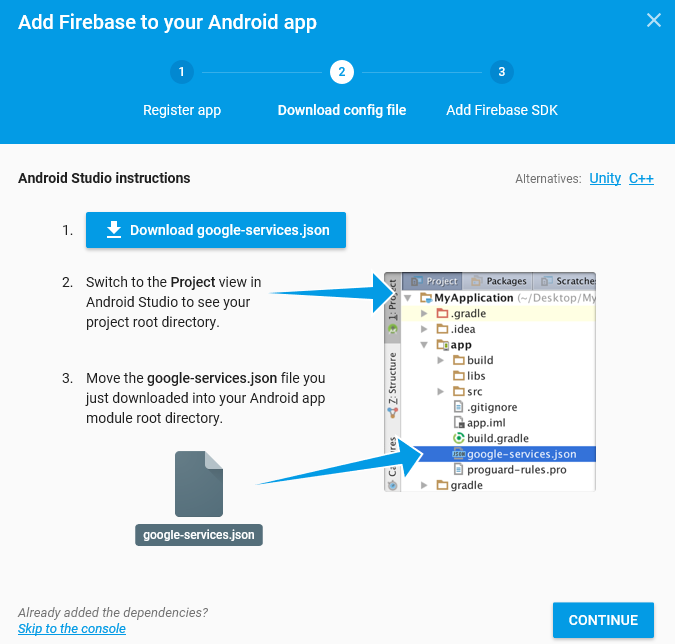 Add Firebase to your Android app
1
2
3
Register app
Download config file
Add Firebase SDK
Android Studio instructions
Alternatives: Unity C++
1. Download google-services.json
2. Switch to the Project view in
Android Studio to see your
project root directory.
3. Move the google-services.json file you
just downloaded into your Android app
module root directory.
google-services.json
1: Project
Z: Structure
Project
Packages
Scratches
MyApplication (~/Desktop/My
.gradle
.idea
app
build
libs
src
.gitignore
app.iml
build.gradle
google-services.json
proguard-rules.pro
gradle
Already added the dependencies?
Skip to the console
CONTINUE